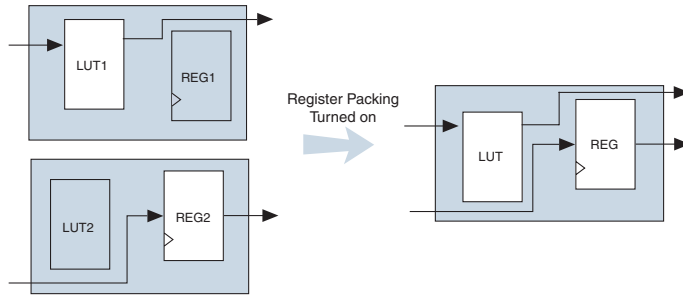 LUT1
REG1
Register Packing
Turned on
LUT
REG
LUT2
REG2